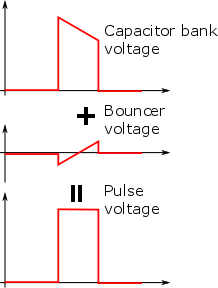 Capacitor bank
voltage
+
Bouncer
voltage
=
Pulse
voltage